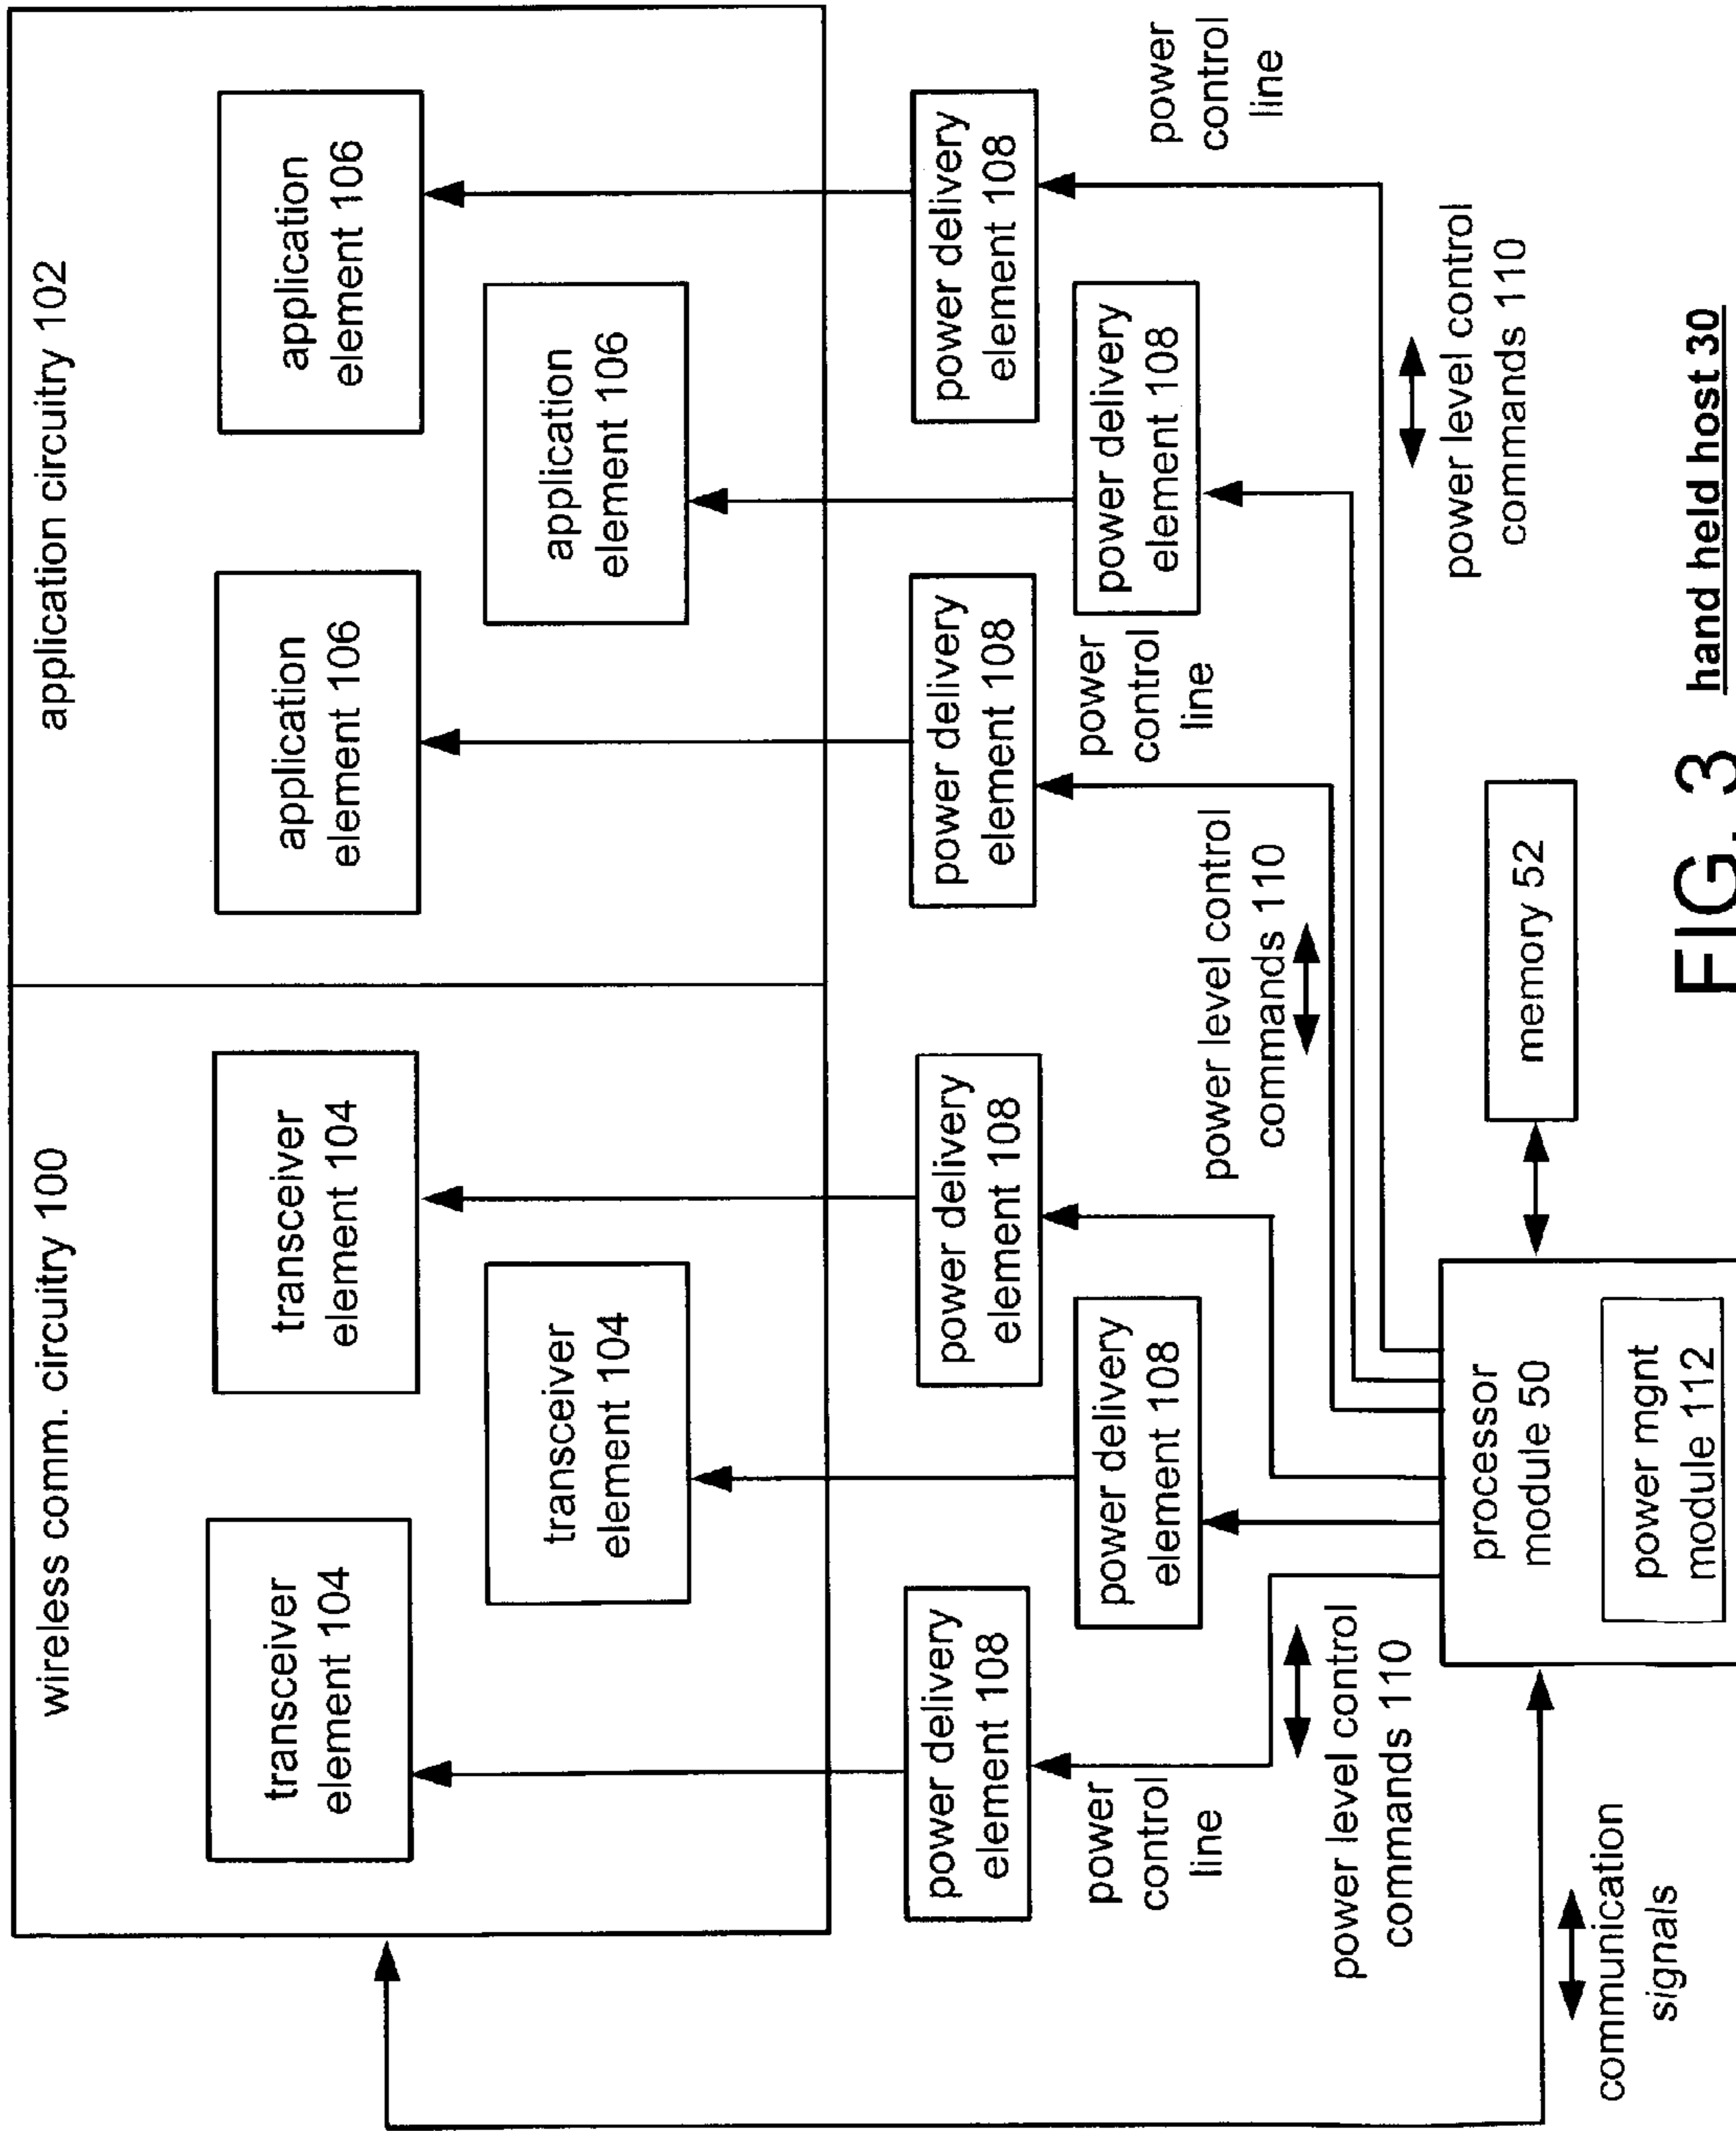 wireless comm. circuitry 100
application circuitry 102
transceiver
element 104
transceiver
element 104
transceiver
element 104
application
element 106
application
element 106
application
element 106
power delivery
element 108
power delivery
element 108
power delivery
element 108
power delivery
element 108
power delivery
element 108
power delivery
element 108
power
control
line
power
control
line
power
control
line
power level control
commands 110
power level control
commands 110
power level control
commands 110
processor
module 50
power mgnt
module 112
memory 52
communication
signals
FIG. 3
hand held host 30